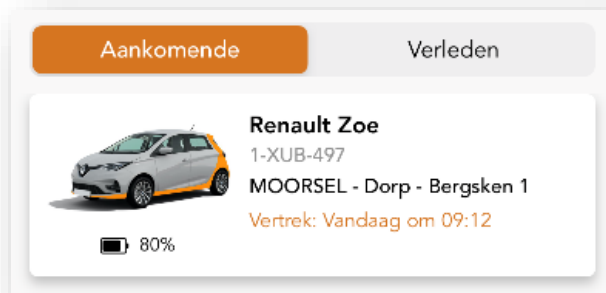 Aankomende
Verleden
Renault Zoe
1-XUB-497
MOORSEL - Dorp - Bergsken 1
Vertrek: Vandaag om 09:12
80%